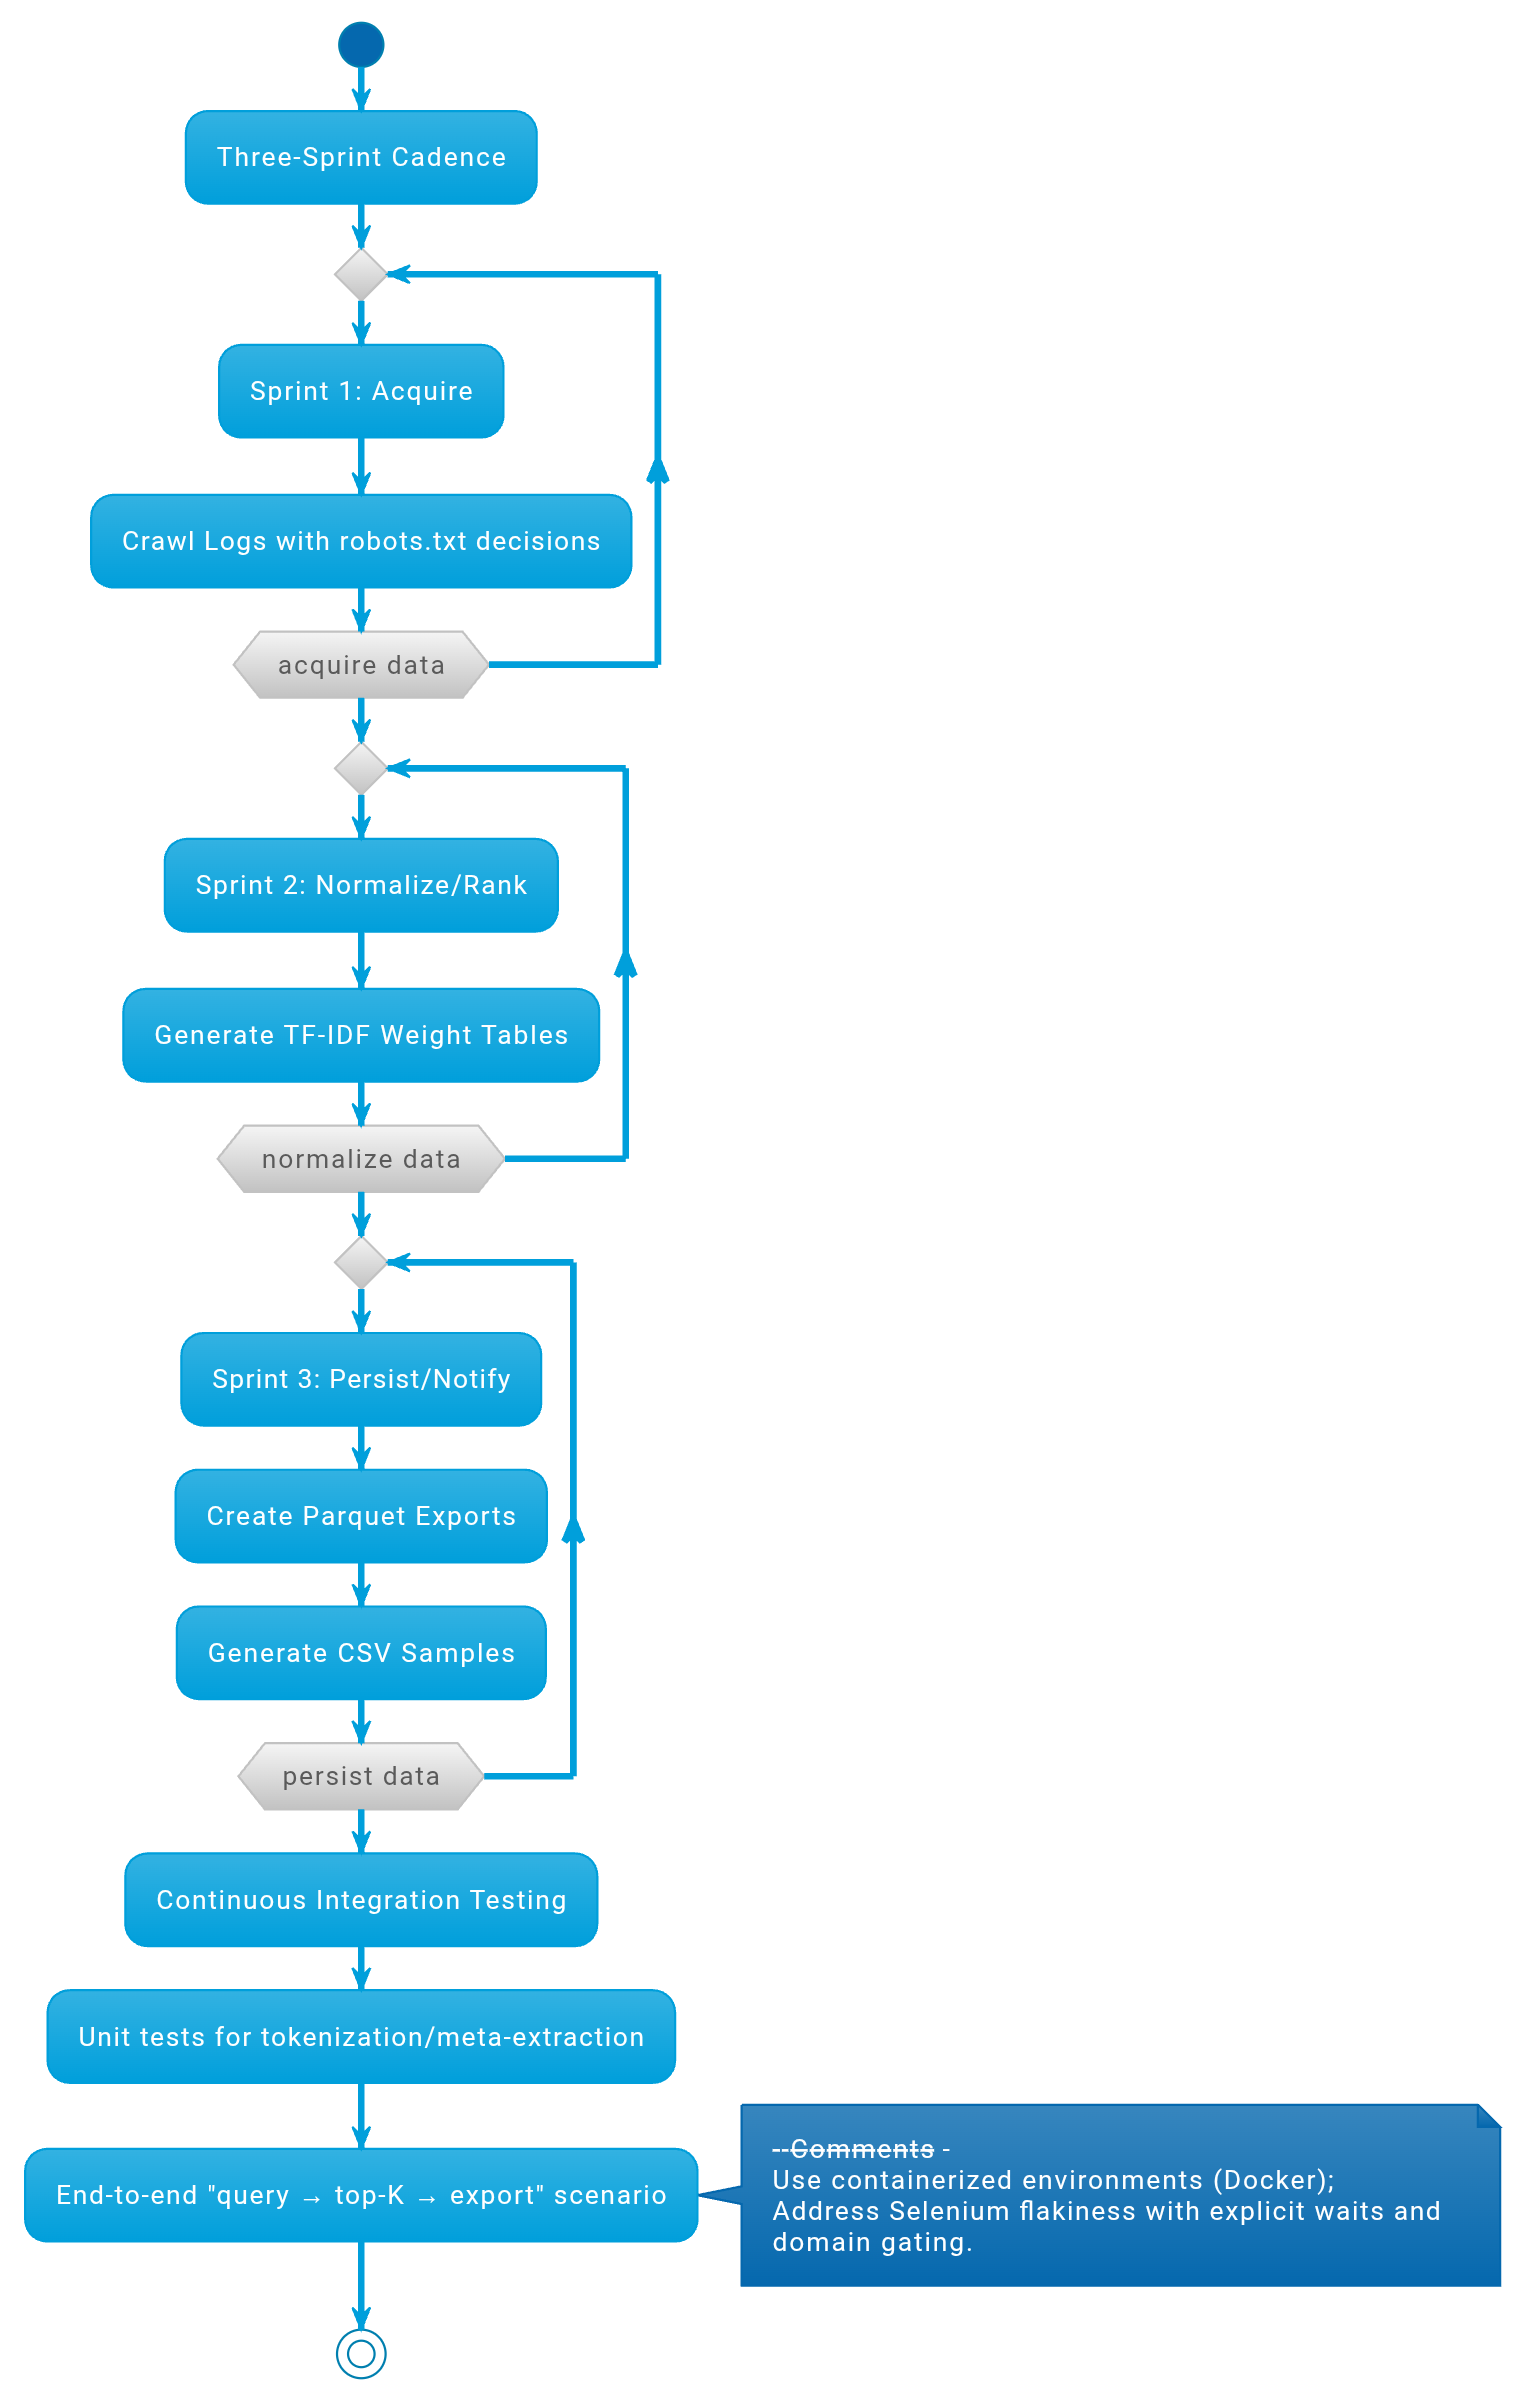 Three-Sprint Cadence
Sprint 1: Acquire
Crawl Logs with robots.txt decisions
acquire data
Sprint 2: Normalize/Rank
Generate TF-IDF Weight Tables
normalize data
Sprint 3: Persist/Notify
Create Parquet Exports
Generate CSV Samples
persist data
Continuous Integration Testing
Unit tests for tokenization/meta-extraction
End-to-end "query → top-K → export" scenario
--Comments -
Use containerized environments (Docker);
Address Selenium flakiness with explicit waits and
domain gating.